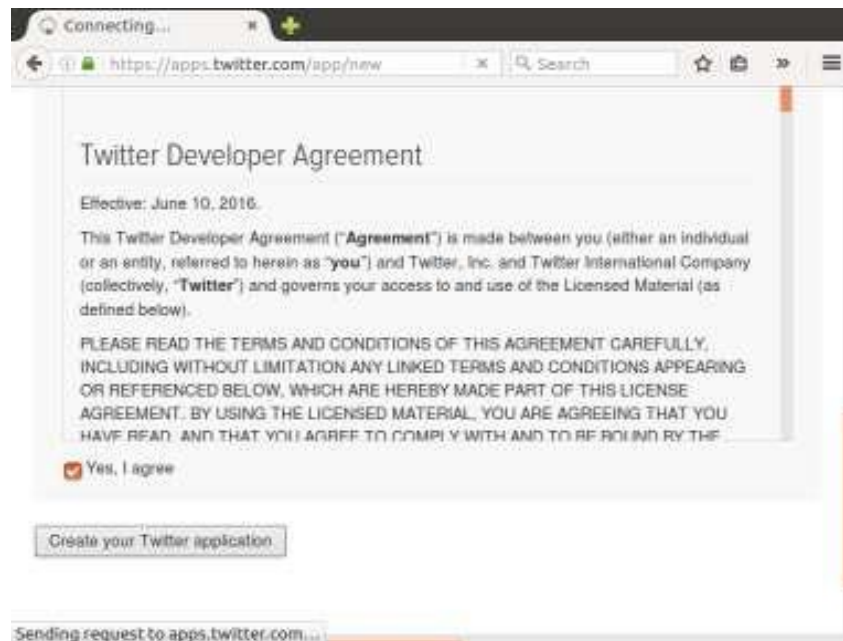 Connecting...
https://apps.twitter.com/app/new
Search
Twitter Developer Agreement
Effective: June 10, 2016.
This Twitter Developer Agreement ("Agreement") is made between you (either an individual
or an entity, referred to herein as "you") and Twitter, Inc. and Twitter International Company
(collectively, "Twitter") and governs your access to and use of the Licensed Material (as
defined below).
PLEASE READ THE TERMS AND CONDITIONS OF THIS AGREEMENT CAREFULLY,
INCLUDING WITHOUT LIMITATION ANY LINKED TERMS AND CONDITIONS APPEARING
OR REFERENCED BELOW, WHICH ARE HEREBY MADE PART OF THIS LICENSE
AGREEMENT. BY USING THE LICENSED MATERIAL, YOU ARE AGREEING THAT YOU
HAVE READ, AND THAT YOU AGREE TO COMPLY WITH AND TO BE BOUND BY THE
Yes, I agree
Create your Twitter application
Sending request to apps.twitter.com...